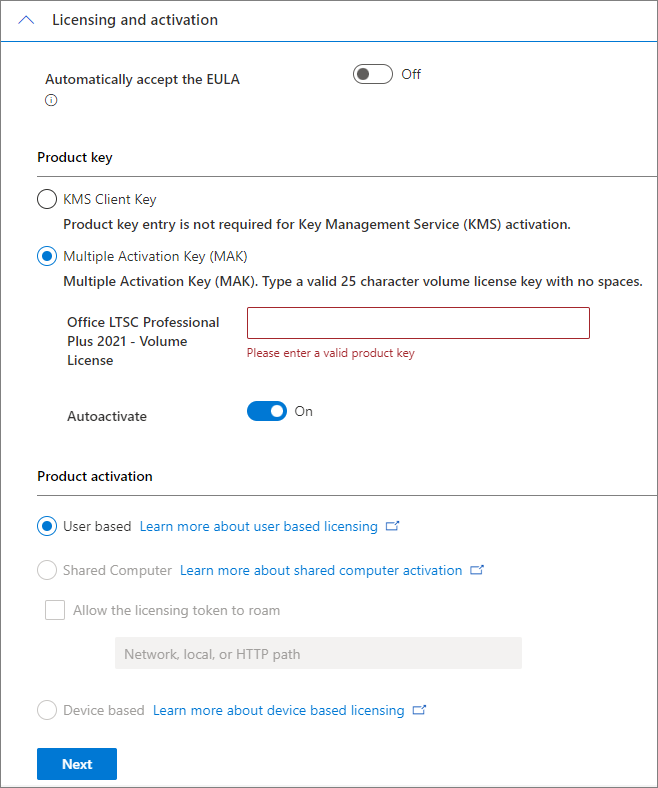 Licensing and activation
Automatically accept the EULA
Off
Product key
KMS Client Key
Product key entry is not required for Key Management Service (KMS) activation.
Multiple Activation Key (MAK)
Multiple Activation Key (MAK). Type a valid 25 character volume license key with no spaces.
Office LTSC Professional
Plus 2021 - Volume
License
Please enter a valid product key
Autoactivate
On
Product activation
User based Learn more about user based licensing
Shared Computer Learn more about shared computer activation
Allow the licensing token to roam
Network, local, or HTTP path
Device based Learn more about device based licensing
Next